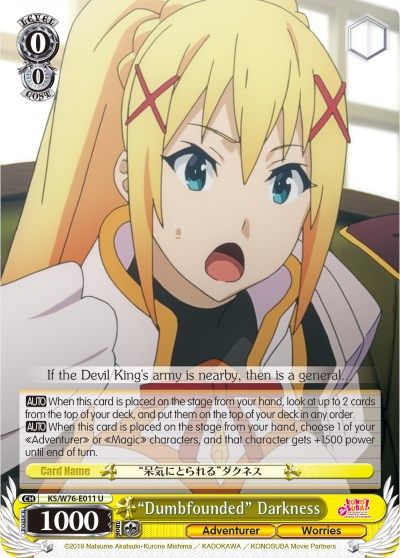 LEVEL
0
0
COST
If the Devil King's army is nearby, then is a general.
AUTO When this card is placed on the stage from your hand, look at up to 2 cards
from the top of your deck, and put them on the top of your deck in any order.
AUTO When this card is placed on the stage from your hand, choose 1 of your
«Adventurer» or «Magic» characters, and that character gets +1500 power
until end of turn.
Card Name
"呆気にとられる"ダクネス
CH KS/W76-E011 U
POWER 1000
SOUL
"Dumbfounded" Darkness
KONO SUBA!
Adventurer Worries
©2019 Natsume Akatsuki･Kurone Mishima / KADOKAWA / KONOSUBA Movie Partners